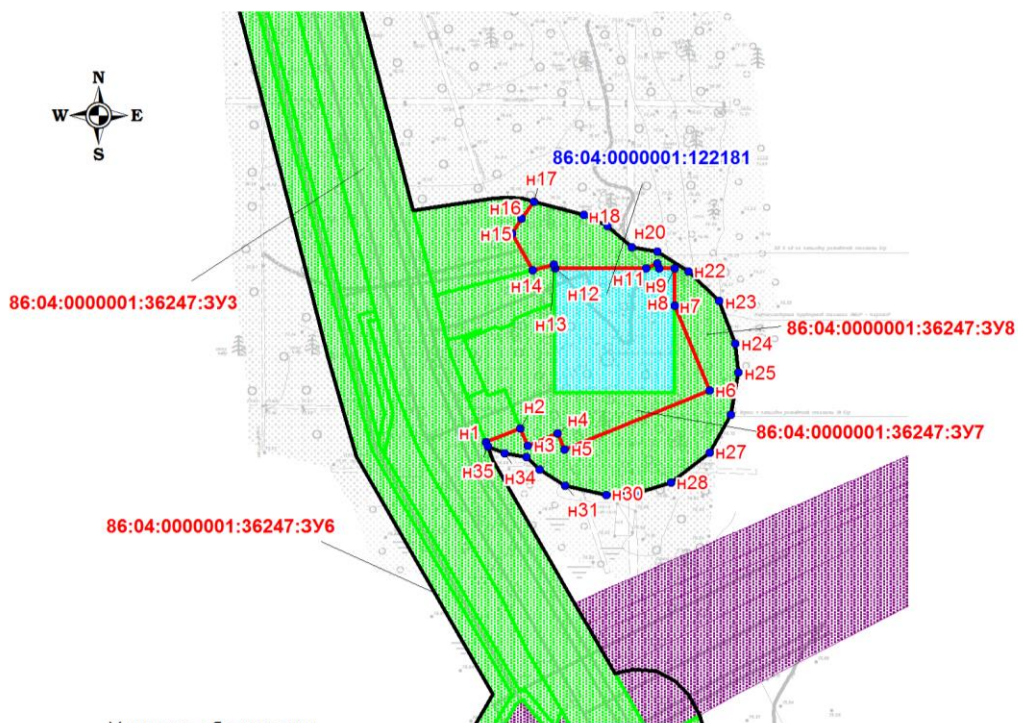 N
W E
S
86:04:0000001:122181
н17
н16
н18
н15
н20
н14
н11
н22
н9
н12
86:04:0000001:36247:ЗУ3
н13
н8
н7
н23
86:04:0000001:36247:ЗУ8
н24
н25
н6
н2
н4
86:04:0000001:36247:ЗУ7
н1
н3
н5
н27
н35
н34
н28
н30
н31
86:04:0000001:36247:ЗУ6